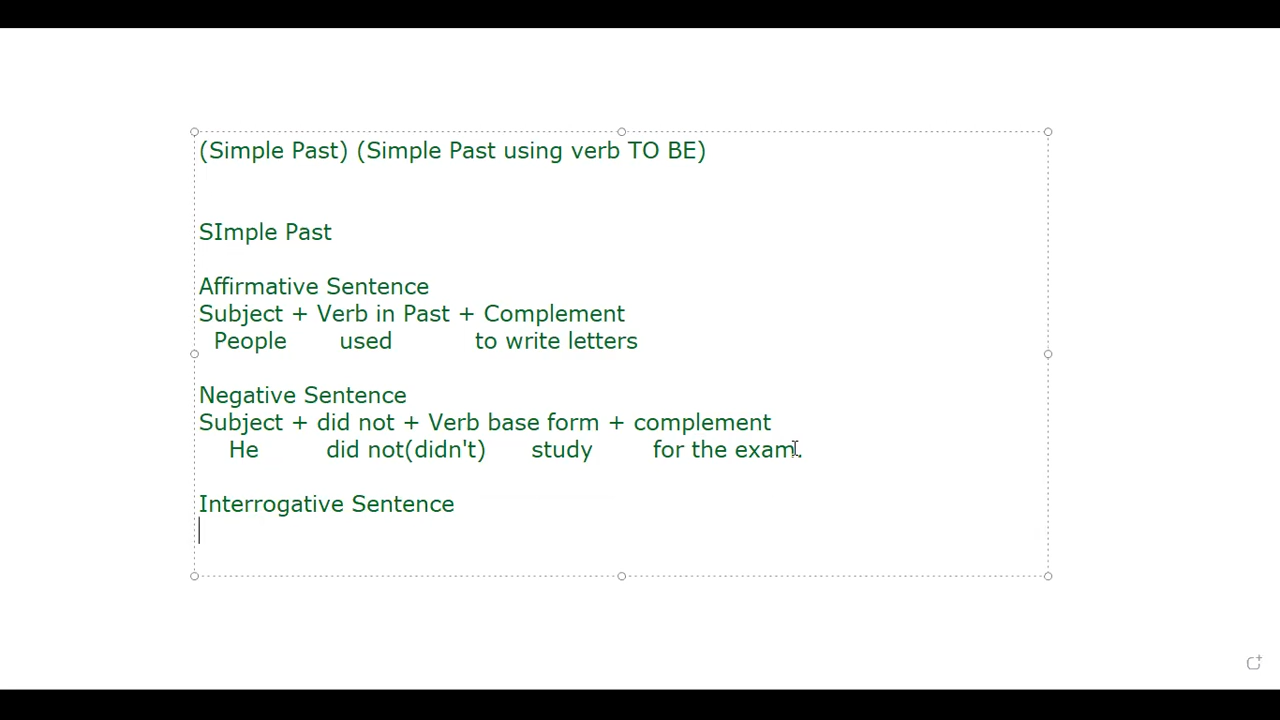 (Simple Past) (Simple Past using verb TO BE)
SImple Past
Affirmative Sentence
Subject + Verb in Past + Complement
People used to write letters
Negative Sentence
Subject + did not + Verb base form + complement
He did not(didn't) study for the exam.
Interrogative Sentence